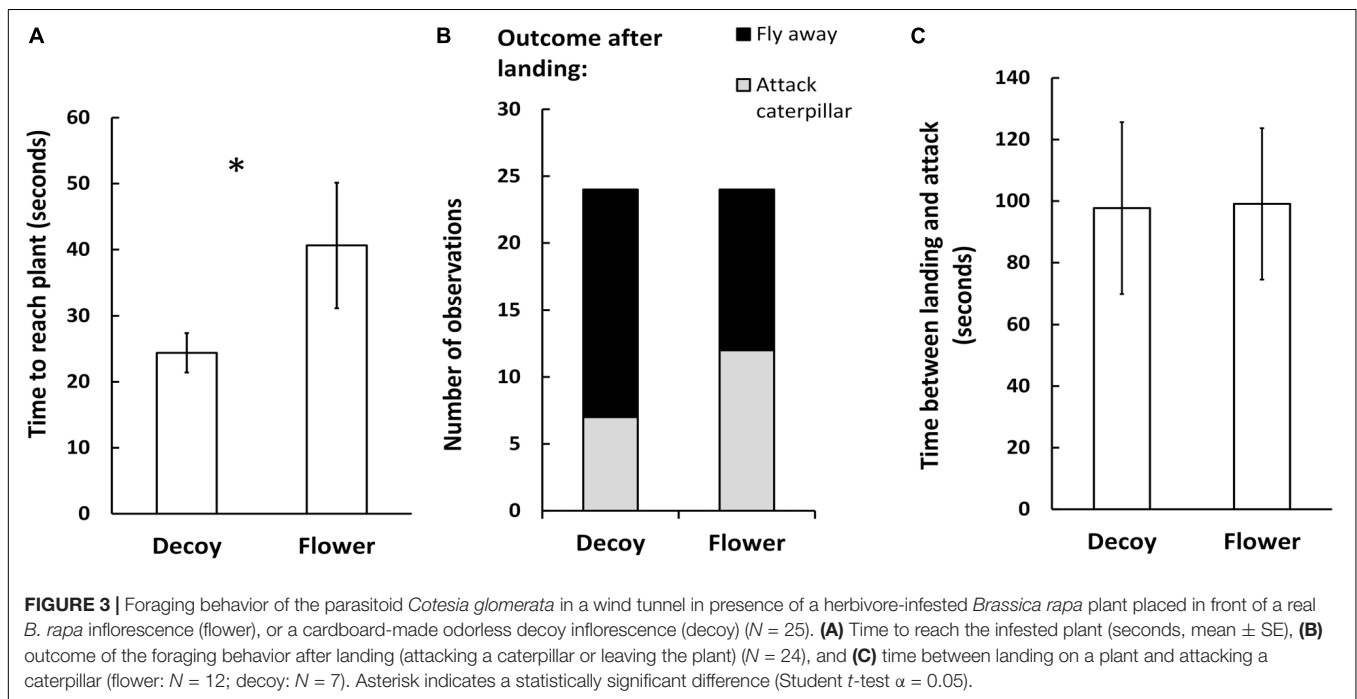 A
Time to reach plant (seconds)
60
50
40
30
20
10
0
*
Decoy
Flower
B
Outcome after
landing:
Fly away
Attack
caterpillar
Number of observations
30
25
20
15
10
5
0
Decoy
Flower
C
Time between landing and attack
(seconds)
140
120
100
80
60
40
20
0
Decoy
Flower
FIGURE 3 | Foraging behavior of the parasitoid Cotesia glomerata in a wind tunnel in presence of a herbivore-infested Brassica rapa plant placed in front of a real
B. rapa inflorescence (flower), or a cardboard-made odorless decoy inflorescence (decoy) (N = 25). (A) Time to reach the infested plant (seconds, mean ± SE), (B)
outcome of the foraging behavior after landing (attacking a caterpillar or leaving the plant) (N = 24), and (C) time between landing on a plant and attacking a
caterpillar (flower: N = 12; decoy: N = 7). Asterisk indicates a statistically significant difference (Student t-test α = 0.05).